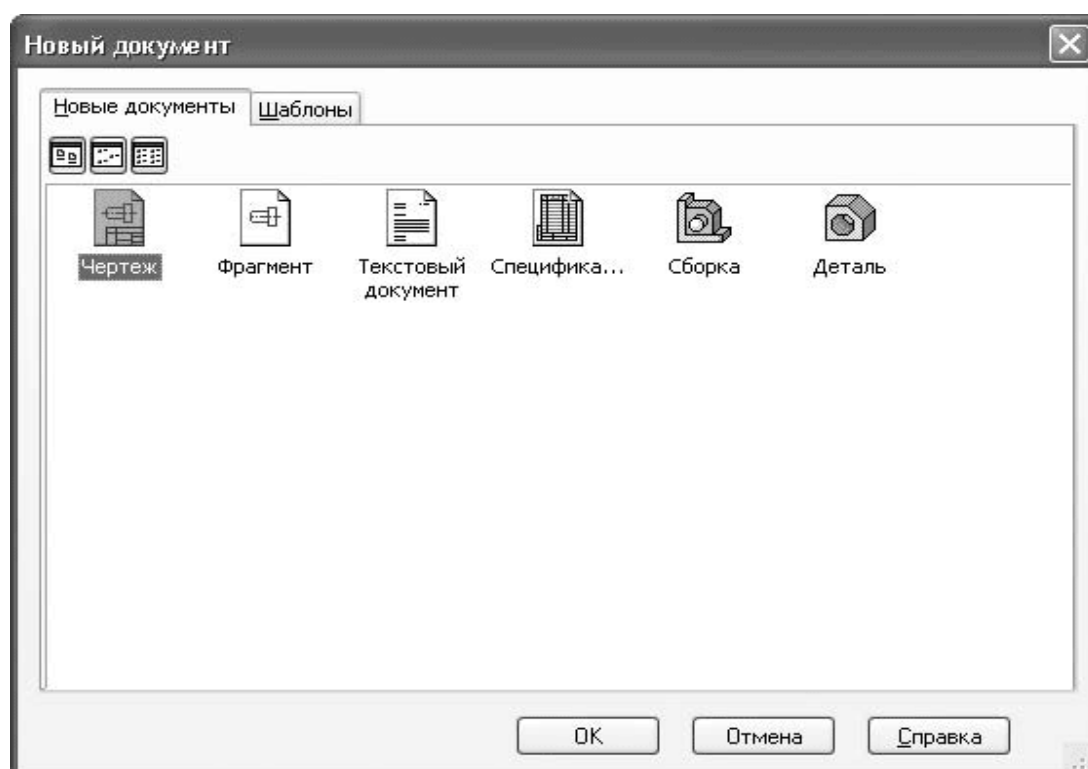 Новый документ
Новые документы Шаблоны
Чертеж Фрагмент Текстовый документ Специфика... Сборка Деталь
OK Отмена Справка